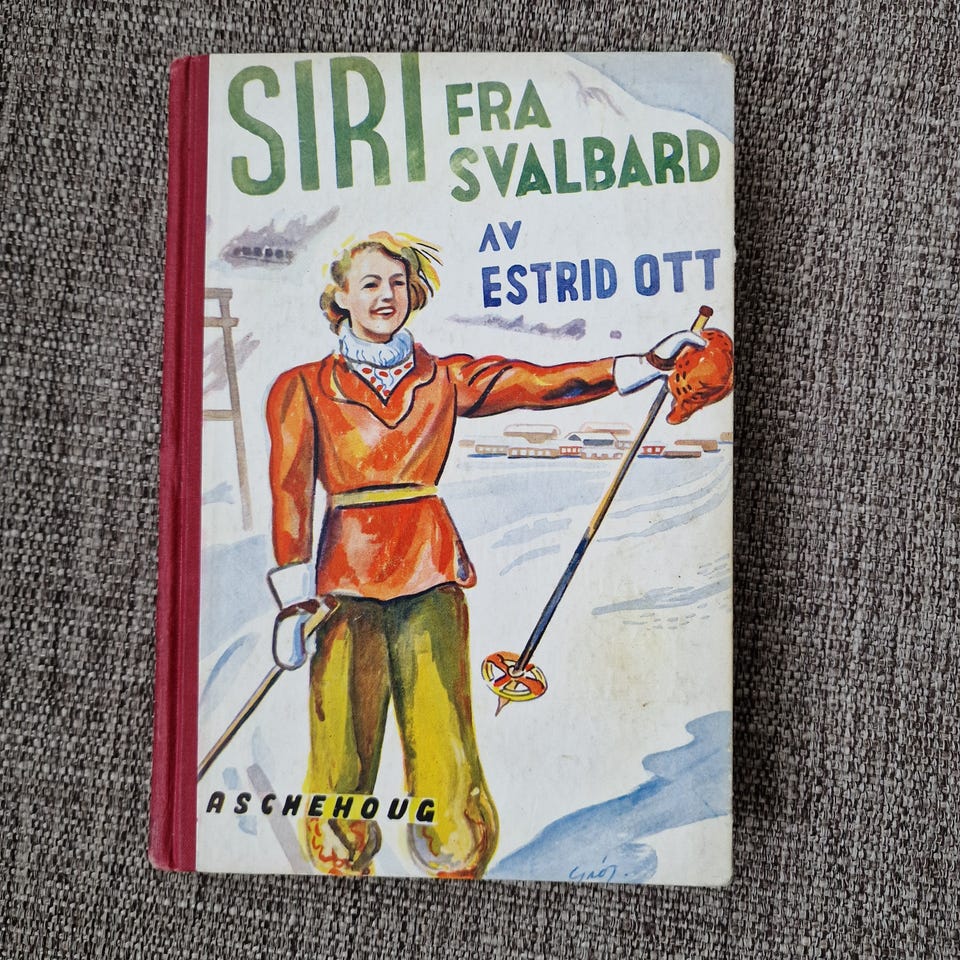 SIRI FRA
SVALBARD
AV
ESTRID OTT
ASCHEHOUG